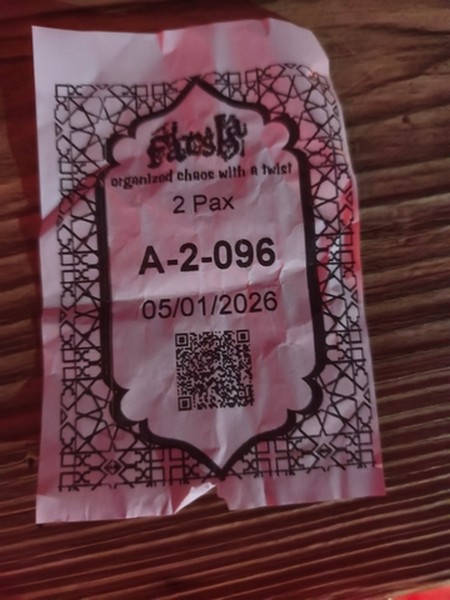 organized chaos with a twist
2 Pax
A-2-096
05/01/2026